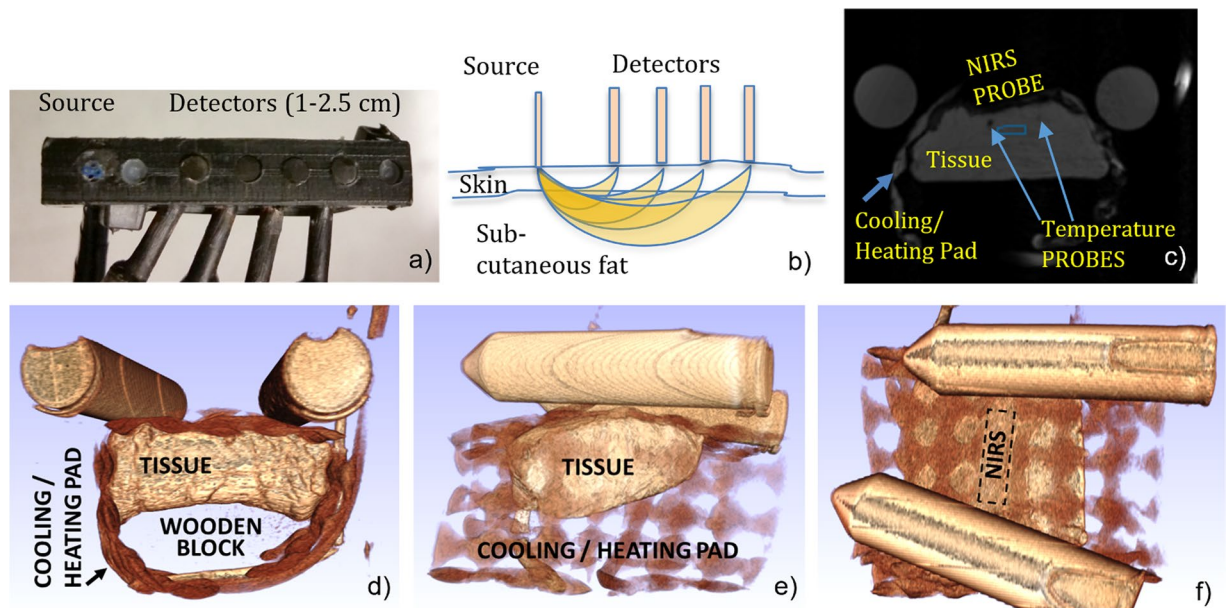 Source
Detectors (1-2.5 cm)
a)
Source
Detectors
Skin
Sub-
cutaneous fat
b)
NIRS
PROBE
Tissue
Cooling/
Heating Pad
Temperature
PROBES
c)
COOLING /
HEATING PAD
TISSUE
WOODEN
BLOCK
d)
TISSUE
COOLING / HEATING PAD
e)
NIRS
f)